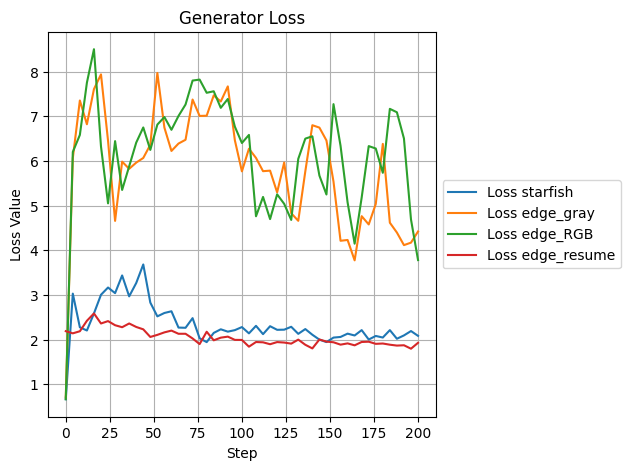 Generator Loss
Loss Value
8
7
6
5
4
3
2
1
0
25
50
75
100
125
150
175
200
Step
Loss starfish
Loss edge_gray
Loss edge_RGB
Loss edge_resume